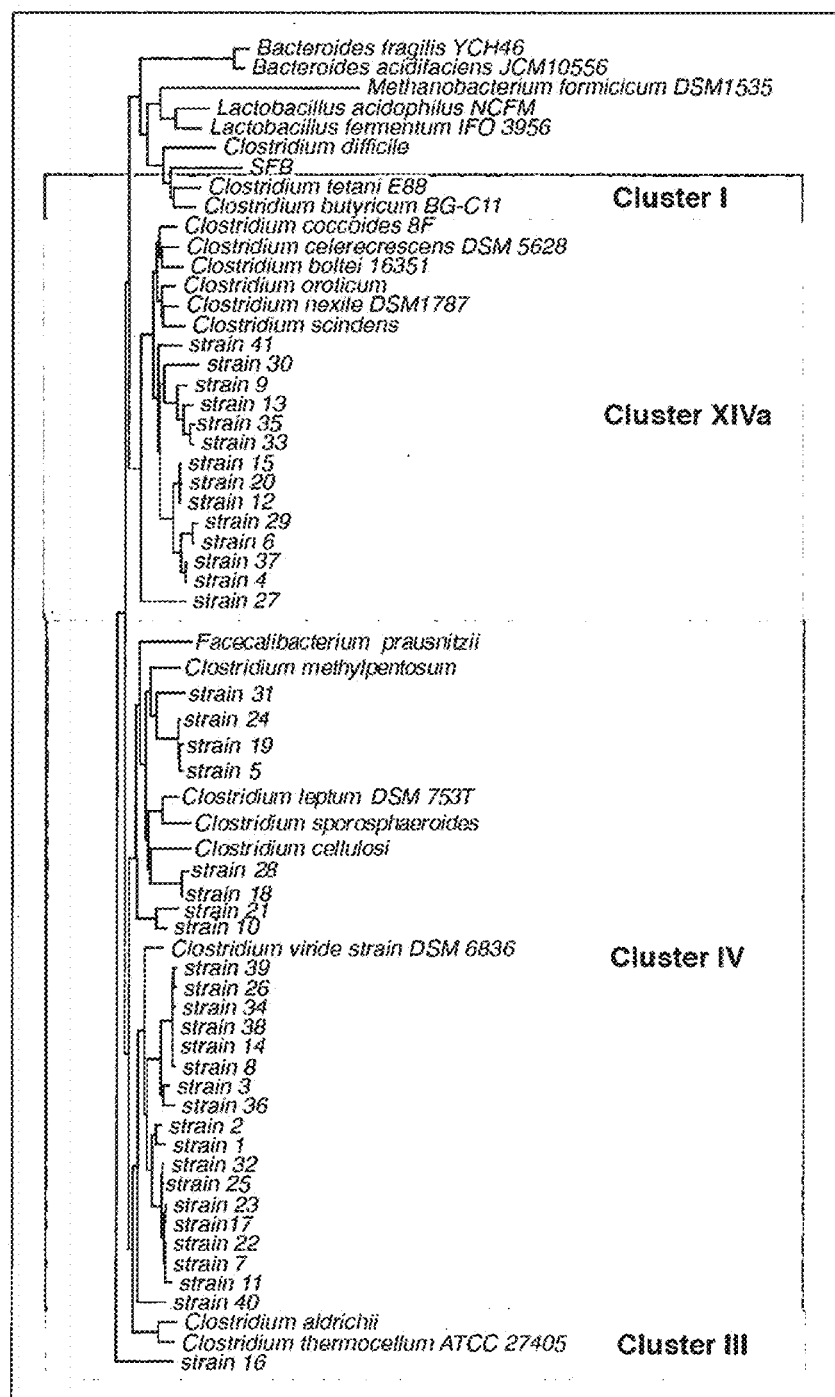 Bacteroides fragilis YCH46
Bacteroides acidifaciens JCM10556
Methanobacterium formicicum DSM1535
Lactobacillus acidophilus NCFM
Lactobacillus fermentum IFO 3956
Clostridium difficile
SFB
Clostridium tetani E88
Cluster I
Clostridium butyricum BG-C11
Clostridium coccoides 8F
Clostridium celerecrescens DSM 5628
Clostridium boltei 16351
Clostridium oroticum
Clostridium nexile DSM1787
Clostridium scindens
strain 41
strain 30
strain 9
strain 13
Cluster XIVa
strain 35
strain 33
strain 15
strain 20
strain 12
strain 29
strain 6
strain 37
strain 4
strain 27
Facecalibacterium prausnitzii
Clostridium methylpentosum
strain 31
strain 24
strain 19
strain 5
Clostridium leptum DSM 753T
Clostridium sporosphaeroides
Clostridium cellulosi
strain 28
strain 18
strain 21
strain 10
Clostridium viride strain DSM 6836
Cluster IV
strain 39
strain 26
strain 34
strain 38
strain 14
strain 8
strain 3
strain 36
strain 2
strain 1
strain 32
strain 25
strain 23
strain17
strain 22
strain 7
strain 11
strain 40
Clostridium aldrichii
Clostridium thermocellum ATCC 27405
Cluster III
strain 16